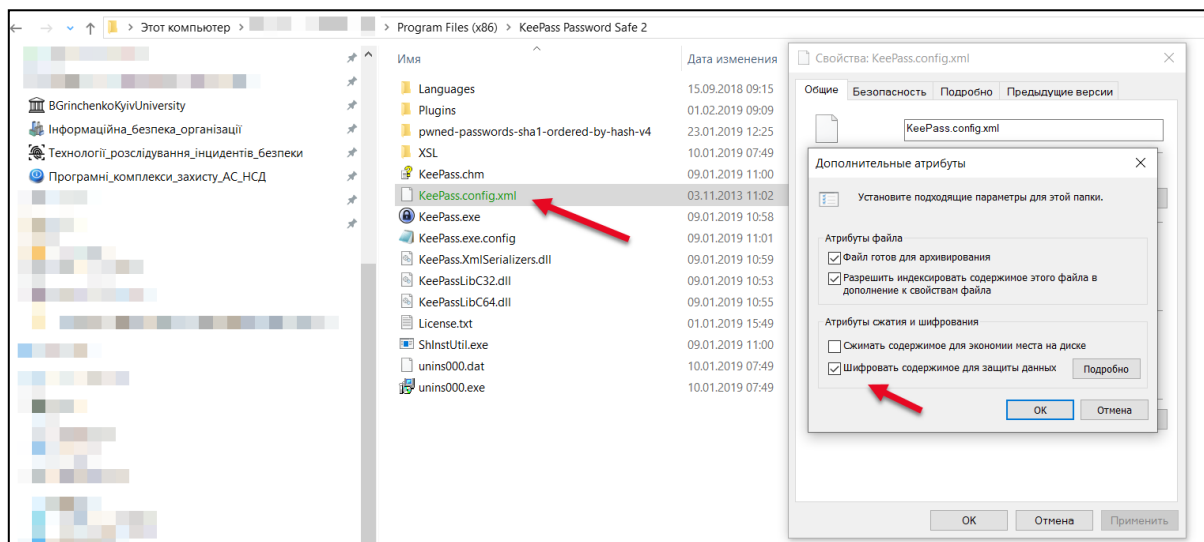 Этот компьютер
Program Files (x86)
KeePass Password Safe 2
BGrinchenkoKyivUniversity
Інформаційна_безпека_організації
Технології_розслідування_інцидентів_безпеки
Програмні_комплекси_захисту_АС_НСД
Имя
Дата изменения
Languages
15.09.2018 09:15
Plugins
01.02.2019 09:09
pwned-passwords-sha1-ordered-by-hash-v4
23.01.2019 12:25
XSL
10.01.2019 07:49
KeePass.chm
09.01.2019 11:00
KeePass.config.xml
03.11.2013 11:02
KeePass.exe
09.01.2019 10:58
KeePass.exe.config
09.01.2019 11:01
KeePass.XmlSerializers.dll
09.01.2019 10:59
KeePassLibC32.dll
09.01.2019 10:53
KeePassLibC64.dll
09.01.2019 10:55
License.txt
01.01.2019 15:49
ShInstUtil.exe
09.01.2019 11:00
unins000.dat
10.01.2019 07:49
unins000.exe
10.01.2019 07:49
Свойства: KeePass.config.xml
Общие
Безопасность
Подробно
Предыдущие версии
KeePass.config.xml
Дополнительные атрибуты
Установите подходящие параметры для этой папки.
Атрибуты файла
Файл готов для архивирования
Разрешить индексировать содержимое этого файла в
дополнение к свойствам файла
Атрибуты сжатия и шифрования
Сжимать содержимое для экономии места на диске
Шифровать содержимое для защиты данных
Подробно
ОК
Отмена
ОК
Отмена
Применить